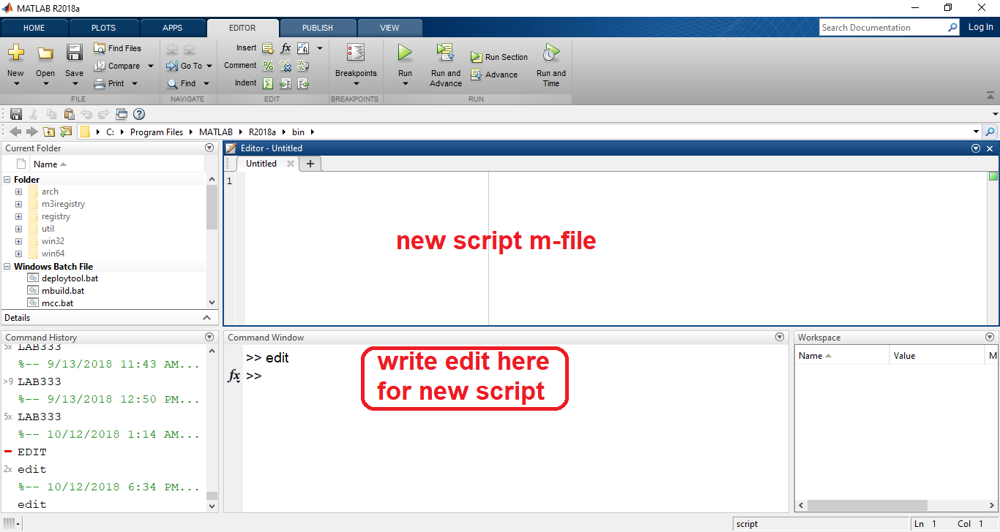 MATLAB R2018a
HOME PLOTS APPS EDITOR PUBLISH VIEW
Search Documentation
Log In
New
Open
Save
Find Files
Compare
Print
FILE
Go To
Find
NAVIGATE
Insert fx
Comment
Indent
EDIT
Breakpoints
BREAKPOINTS
Run
Run and
Advance
Run Section
Advance
Run and
Time
RUN
C: Program Files MATLAB R2018a bin
Current Folder
Name
Folder
arch
m3iregistry
registry
util
win32
win64
Windows Batch File
deploytool.bat
mbuild.bat
mcc.bat
Details
Editor - Untitled
Untitled
1
new script m-file
Command History
5x LAB333
%-- 9/13/2018 11:43 AM...
>9 LAB333
%-- 9/13/2018 12:50 PM...
5x LAB333
%-- 10/12/2018 1:14 AM...
EDIT
2x edit
%-- 10/12/2018 6:34 PM...
edit
Command Window
>> edit
fx >>
write edit here
for new script
Workspace
Name Value M
script
Ln 1 Col 1